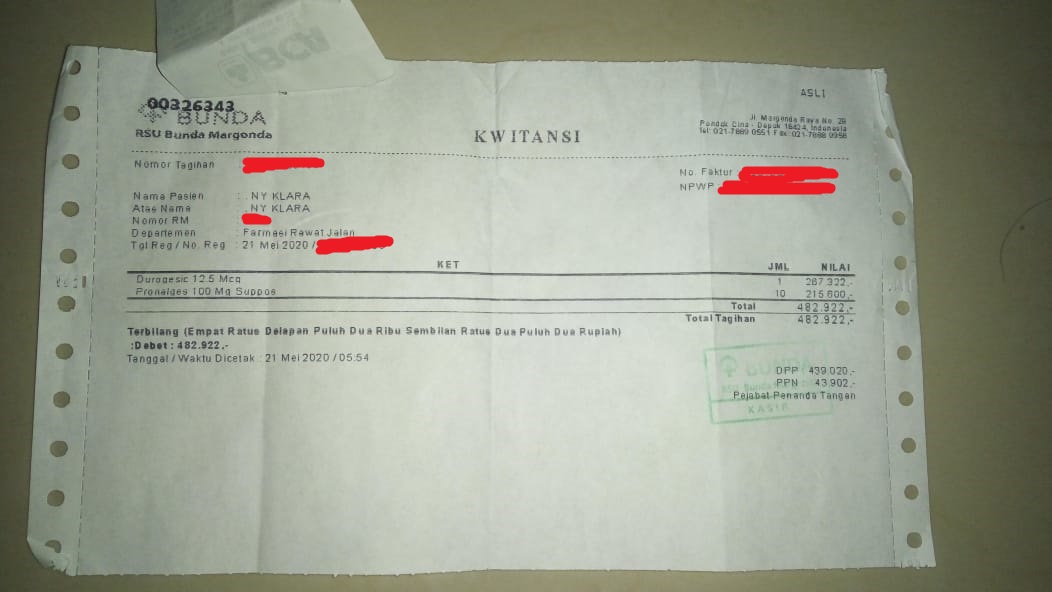 ASLI
00326343
BUNDA
RSU Bunda Margonda
KWITANSI
Jl. Margonda Raya No. 28
Pondok Cina - Depok 16424, Indonesia
Tel: 021-7889 0551 Fax: 021-7888 9958
Nomor Tagihan
No. Faktur :
NPWP
Nama Pasien : . NY KLARA
Atas Nama : . NY KLARA
Nomor RM
Departemen : Farmasi Rawat Jalan
Tgl Reg / No. Reg : 21 Mei 2020 /
KET JML NILAI
Durogesic 12.5 Mcg 1 267.322,-
Pronalges 100 Mg Suppos 10 215.600,-
Total 482.922,-
Total Tagihan 482.922,-
Terbilang (Empat Ratus Delapan Puluh Dua Ribu Sembilan Ratus Dua Puluh Dua Rupiah)
:Debet : 482.922,-
Tanggal / Waktu Dicetak : 21 Mei 2020 / 05:54
DPP 439.020,-
PPN 43.902,-
Pejabat Penanda Tangan
BUNDA
RSU Bunda
KASIR